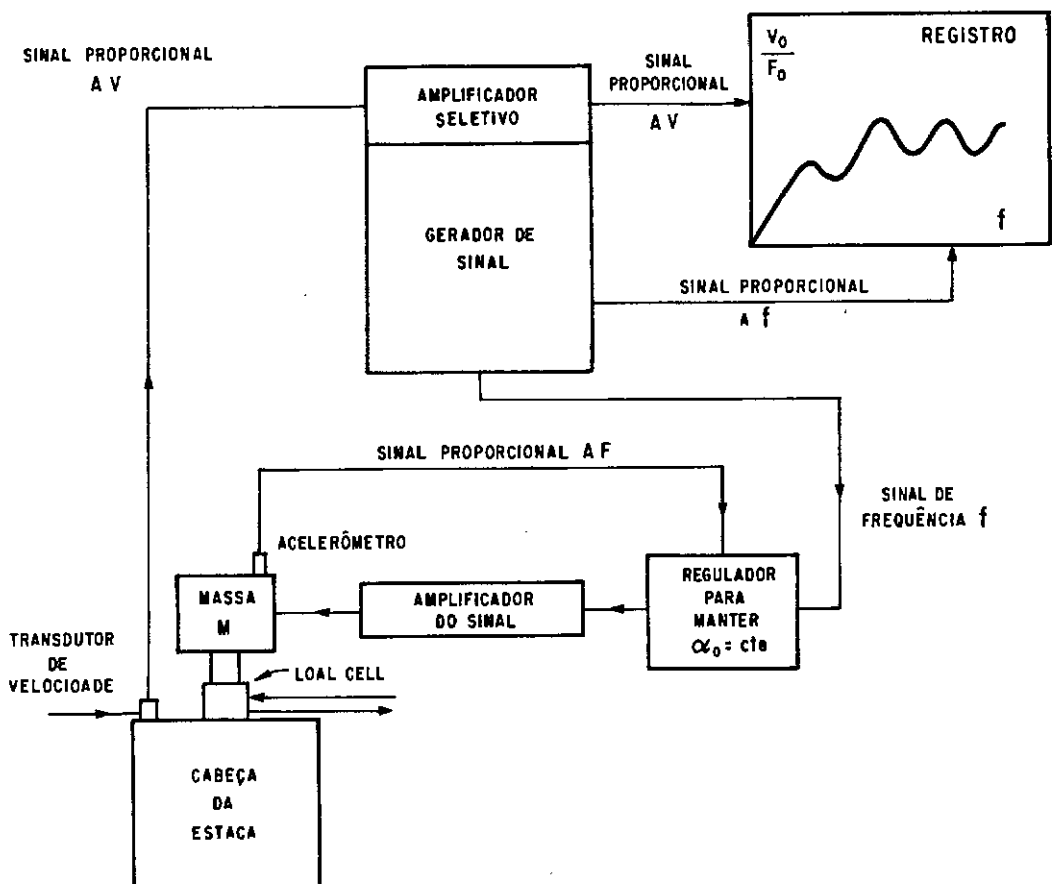 SINAL PROPORCIONAL
A V
AMPLIFICADOR
SELETIVO
GERADOR DE
SINAL
SINAL
PROPORCIONAL
A V
V₀
F₀
REGISTRO
f
SINAL PROPORCIONAL
A f
SINAL PROPORCIONAL A F
SINAL DE
FREQUÊNCIA f
ACELERÔMETRO
MASSA
M
AMPLIFICADOR
DO SINAL
REGULADOR
PARA
MANTER
α₀ = cte
TRANSDUTOR
DE
VELOCIDADE
LOAL CELL
CABEÇA
DA
ESTACA